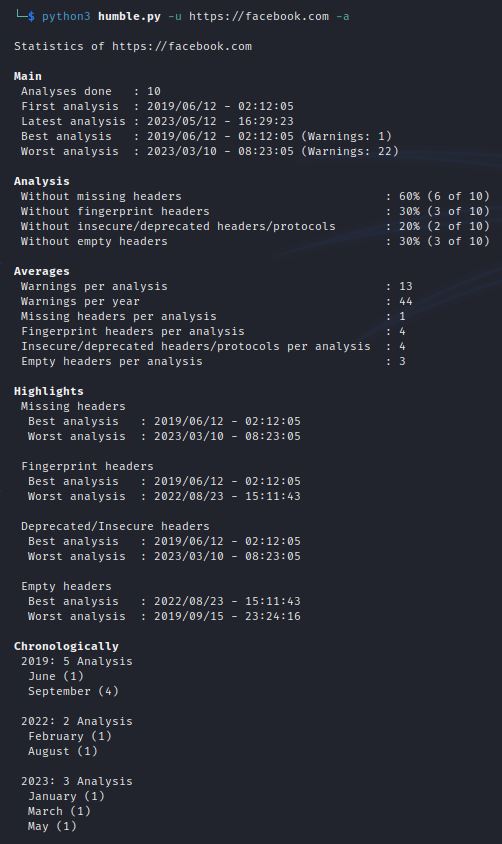 └─$ python3 humble.py -u https://facebook.com -a
Statistics of https://facebook.com
Main
Analyses done : 10
First analysis : 2019/06/12 - 02:12:05
Latest analysis : 2023/05/12 - 16:29:23
Best analysis : 2019/06/12 - 02:12:05 (Warnings: 1)
Worst analysis : 2023/03/10 - 08:23:05 (Warnings: 22)
Analysis
Without missing headers : 60% (6 of 10)
Without fingerprint headers : 30% (3 of 10)
Without insecure/deprecated headers/protocols : 20% (2 of 10)
Without empty headers : 30% (3 of 10)
Averages
Warnings per analysis : 13
Warnings per year : 44
Missing headers per analysis : 1
Fingerprint headers per analysis : 4
Insecure/deprecated headers/protocols per analysis : 4
Empty headers per analysis : 3
Highlights
Missing headers
Best analysis : 2019/06/12 - 02:12:05
Worst analysis : 2023/03/10 - 08:23:05
Fingerprint headers
Best analysis : 2019/06/12 - 02:12:05
Worst analysis : 2022/08/23 - 15:11:43
Deprecated/Insecure headers
Best analysis : 2019/06/12 - 02:12:05
Worst analysis : 2023/03/10 - 08:23:05
Empty headers
Best analysis : 2022/08/23 - 15:11:43
Worst analysis : 2019/09/15 - 23:24:16
Chronologically
2019: 5 Analysis
June (1)
September (4)
2022: 2 Analysis
February (1)
August (1)
2023: 3 Analysis
January (1)
March (1)
May (1)